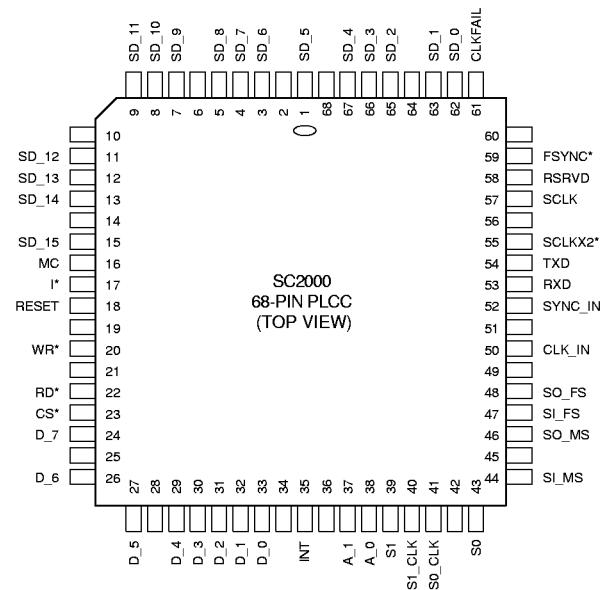 SD_11
SD_10
SD_9
SD_8
SD_7
SD_6
SD_5
SD_4
SD_3
SD_2
SD_1
SD_0
CLKFAIL
9
8
7
6
5
4
3
2
1
68
67
66
65
64
63
62
61
10
SD_12 11
SD_13 12
SD_14 13
14
SD_15 15
MC 16
I* 17
RESET 18
19
WR* 20
21
RD* 22
CS* 23
D_7 24
25
D_6 26
SC2000
68-PIN PLCC
(TOP VIEW)
60
59 FSYNC*
58 RSRVD
57 SCLK
56
55 SCLKX2*
54 TXD
53 RXD
52 SYNC_IN
51
50 CLK_IN
49
48 SO_FS
47 SI_FS
46 SO_MS
45
44 SI_MS
27
28
29
30
31
32
33
34
35
36
37
38
39
40
41
42
43
D_5
D_4
D_3
D_2
D_1
D_0
INT
A_1
A_0
S1
S1_CLK
S0_CLK
S0